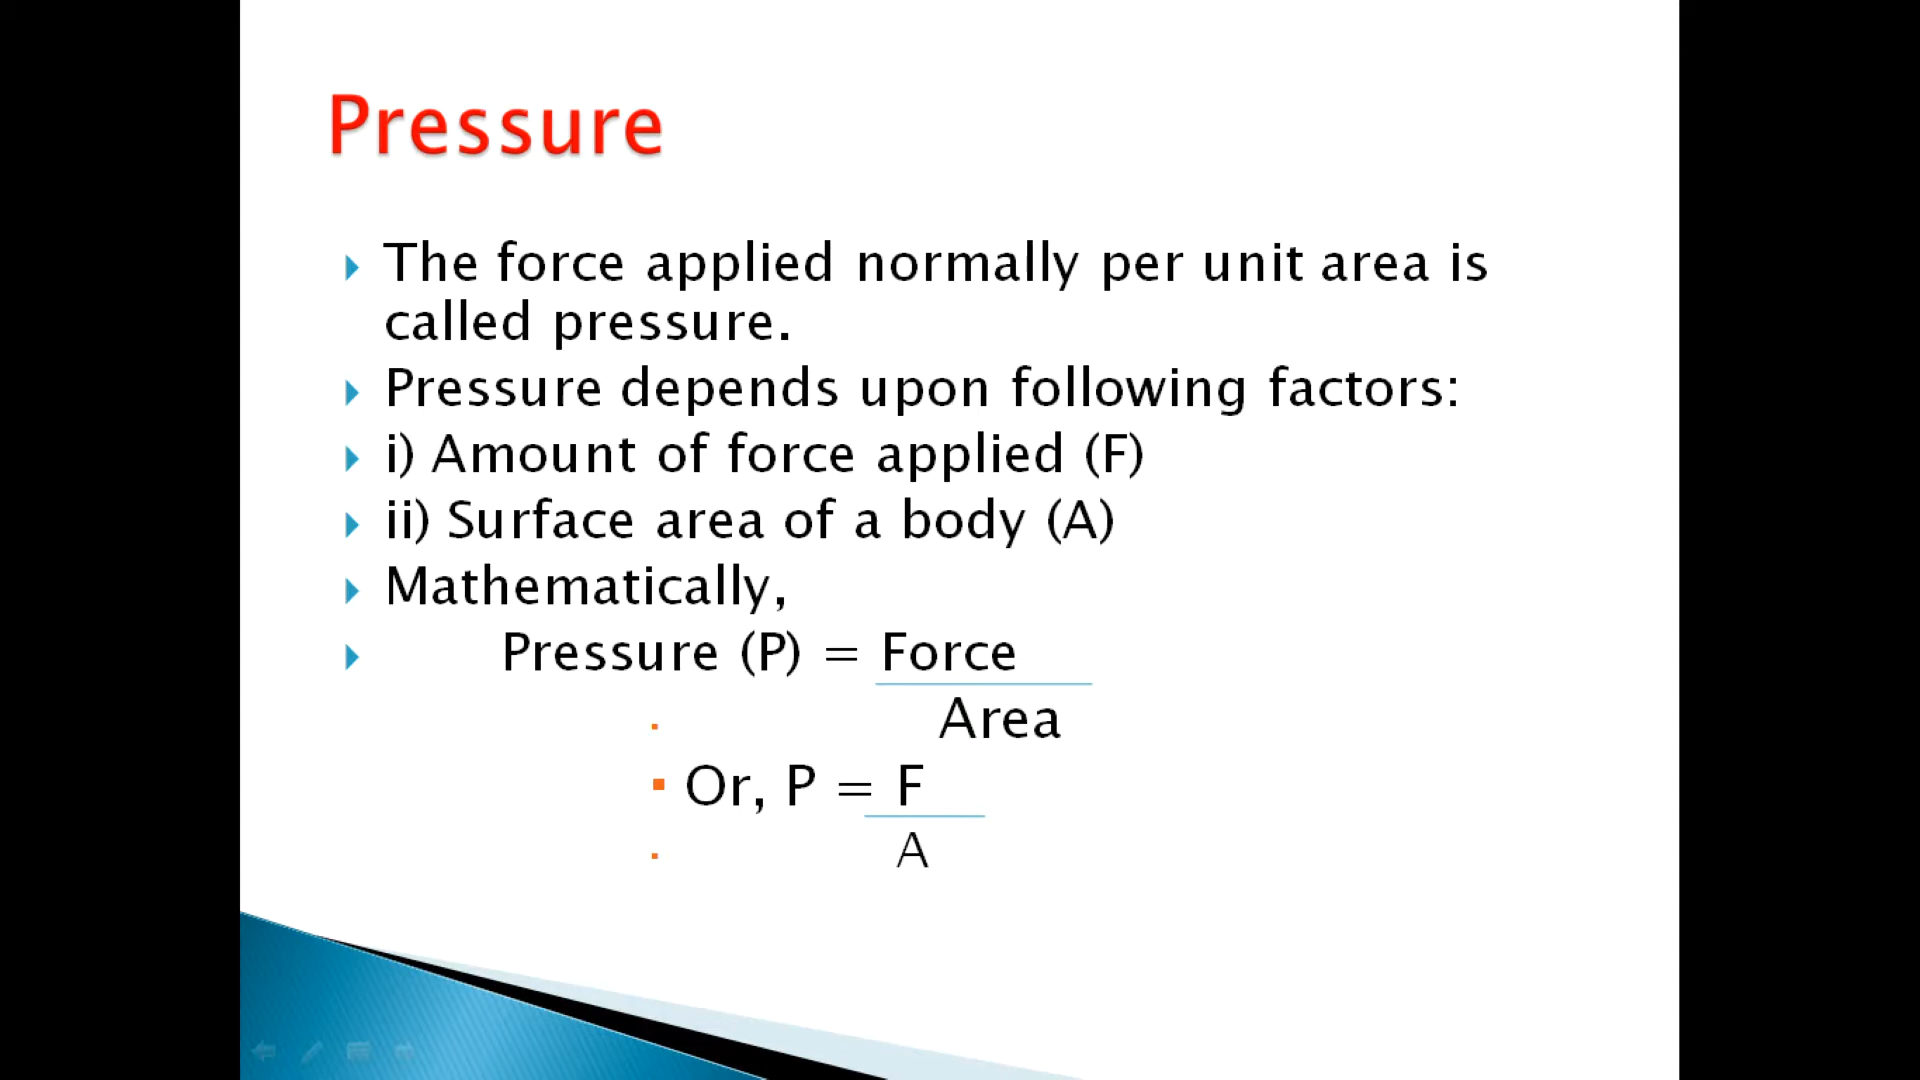 Pressure
The force applied normally per unit area is
called pressure.
Pressure depends upon following factors:
i) Amount of force applied (F)
ii) Surface area of a body (A)
Mathematically,
Pressure (P) = Force
Area
Or, P = F
A